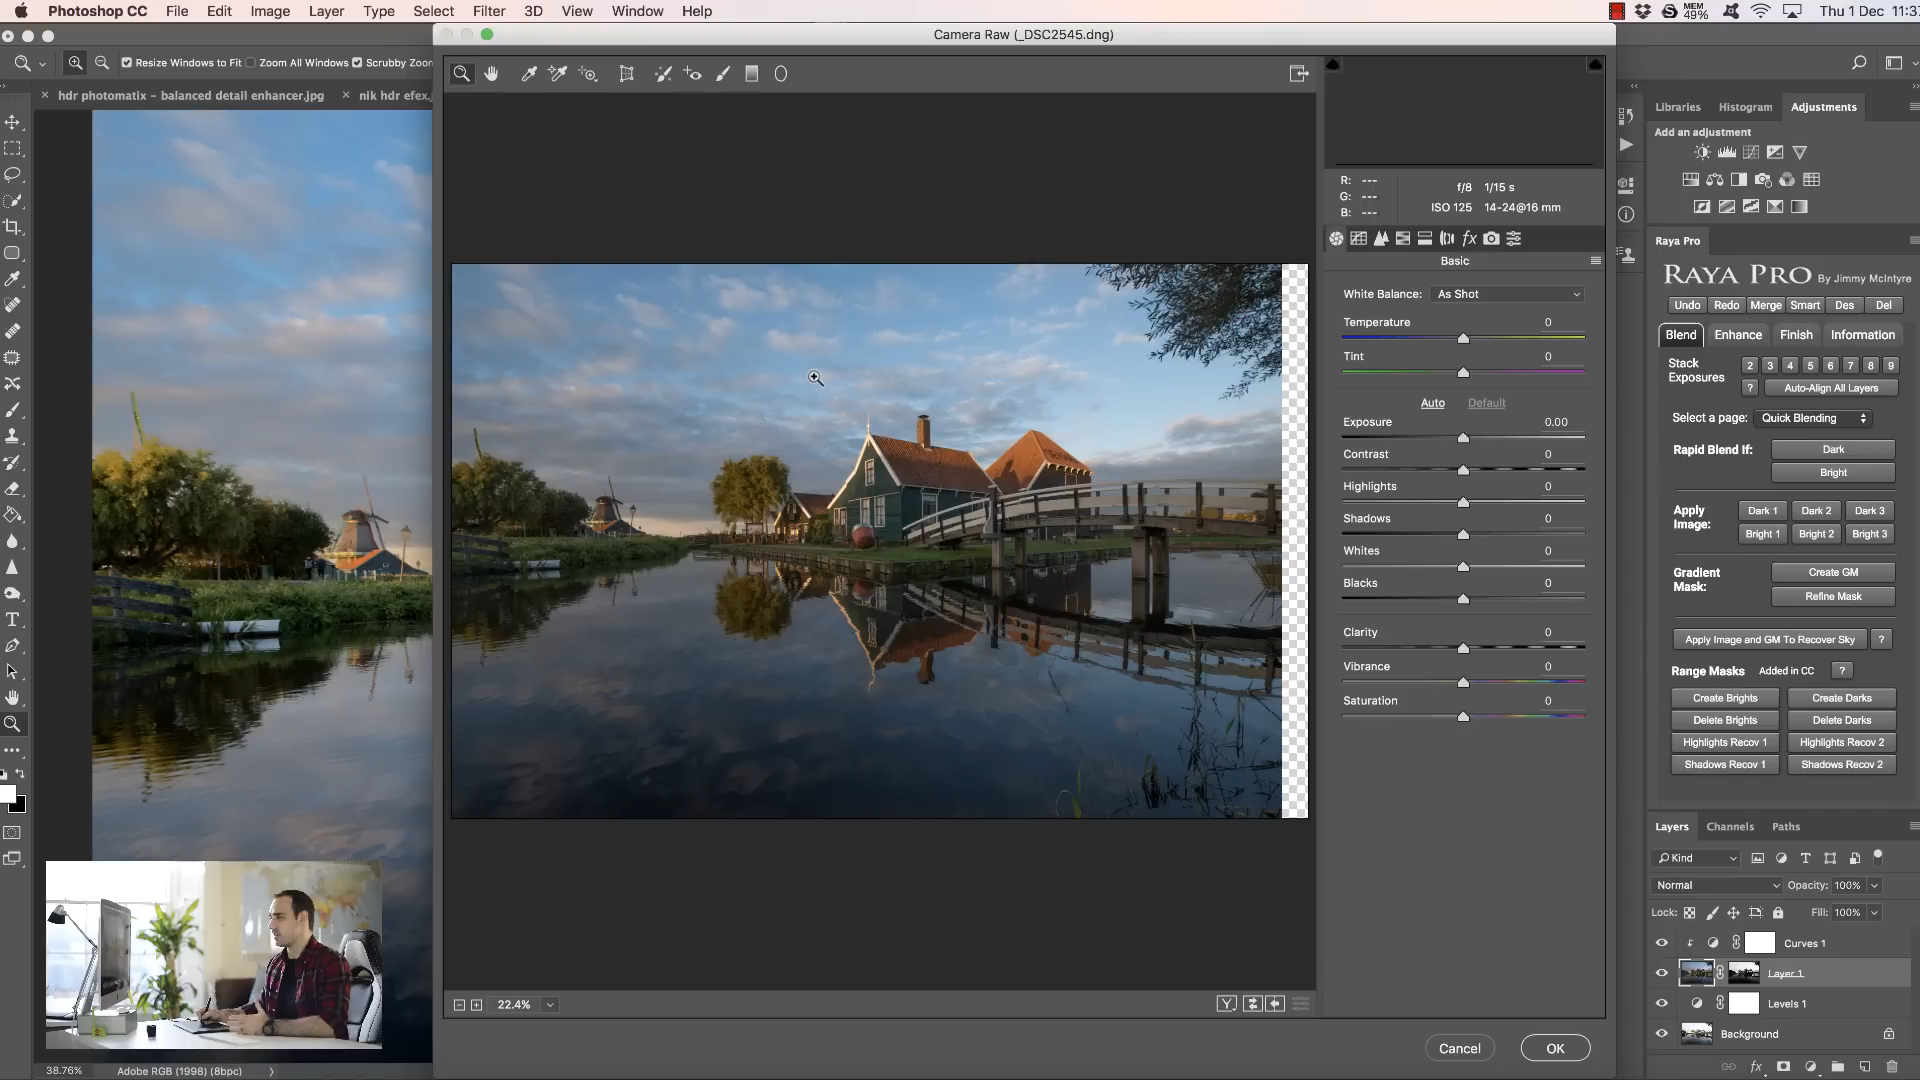 Photoshop CC File Edit Image Layer Type Select Filter 3D View Window Help MEM 49% Thu 1 Dec 11:3
Camera Raw (_DSC2545.dng)
Resize Windows to Fit Zoom All Windows Scrubby Zoom
hdr photomatix – balanced detail enhancer.jpg nik hdr efex.
Libraries Histogram Adjustments
Add an adjustment
R: ---
G: ---
B: ---
f/8 1/15 s
ISO 125 14-24@16 mm
Basic
White Balance: As Shot
Temperature 0
Tint 0
Auto Default
Exposure 0.00
Contrast 0
Highlights 0
Shadows 0
Whites 0
Blacks 0
Clarity 0
Vibrance 0
Saturation 0
22.4%
Cancel OK
Raya Pro
RAYA PRO By Jimmy McIntyre
Undo Redo Merge Smart Des Del
Blend Enhance Finish Information
Stack Exposures 2 3 4 5 6 7 8 9
? Auto-Align All Layers
Select a page: Quick Blending
Rapid Blend If: Dark
Bright
Apply Image: Dark 1 Dark 2 Dark 3
Bright 1 Bright 2 Bright 3
Gradient Mask: Create GM
Refine Mask
Apply Image and GM To Recover Sky ?
Range Masks Added in CC ?
Create Brights Create Darks
Delete Brights Delete Darks
Highlights Recov 1 Highlights Recov 2
Shadows Recov 1 Shadows Recov 2
Layers Channels Paths
Kind
Normal Opacity: 100%
Lock: Fill: 100%
Curves 1
Layer 1
Levels 1
Background
38.76% Adobe RGB (1998) (8bpc)